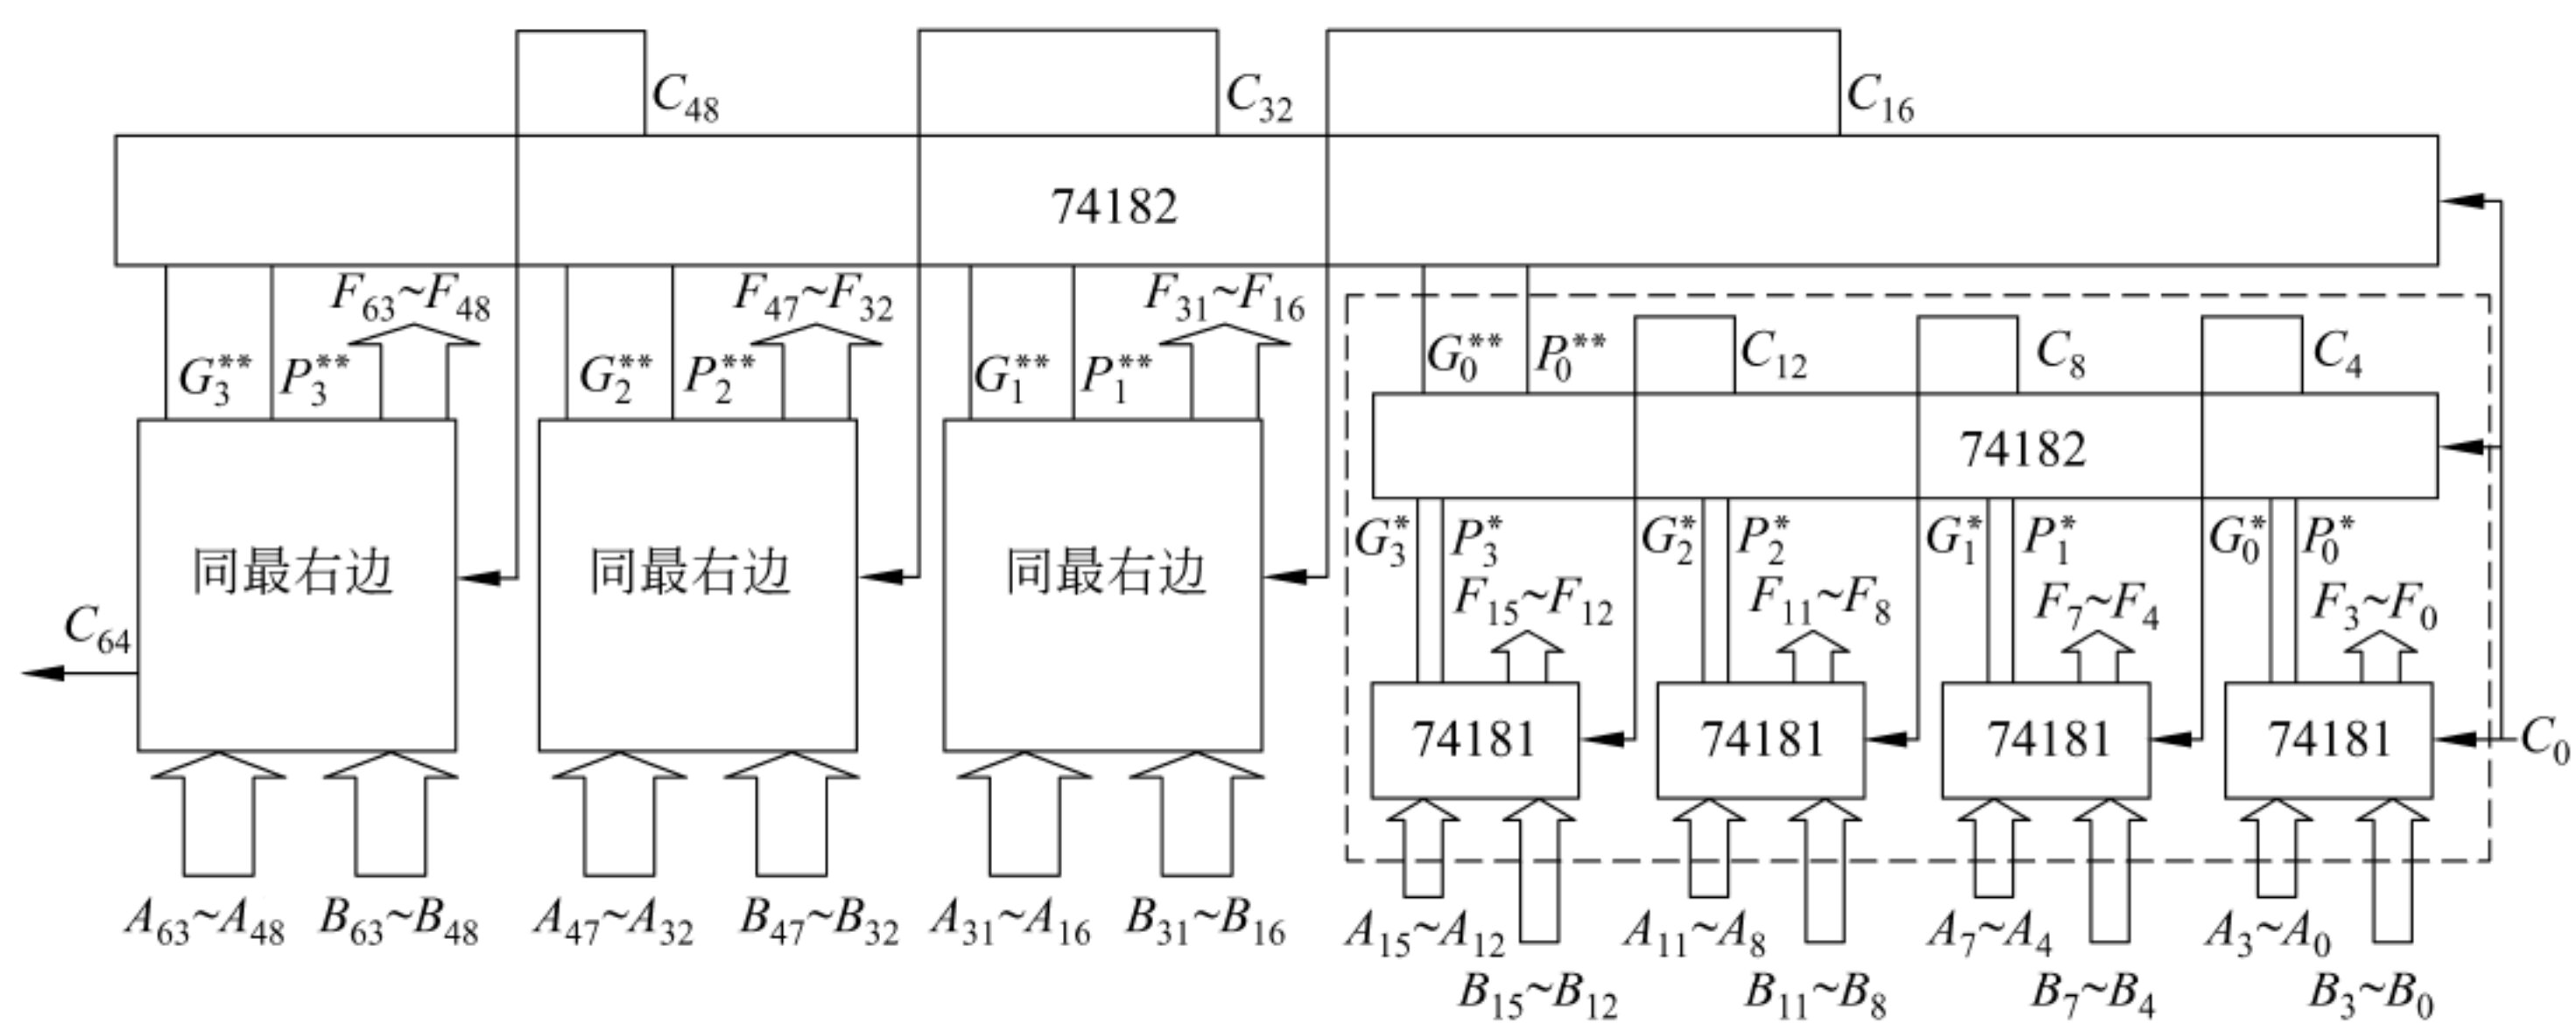 C48 C32 C16
74182
F63~F48 F47~F32 F31~F16
G3** P3** G2** P2** G1** P1** G0** P0** C12 C8 C4
74182
G3* P3* G2* P2* G1* P1* G0* P0*
同最右边 同最右边 同最右边
F15~F12 F11~F8 F7~F4 F3~F0
C64
74181 74181 74181 74181 C0
A63~A48 B63~B48 A47~A32 B47~B32 A31~A16 B31~B16 A15~A12 A11~A8 A7~A4 A3~A0
B15~B12 B11~B8 B7~B4 B3~B0